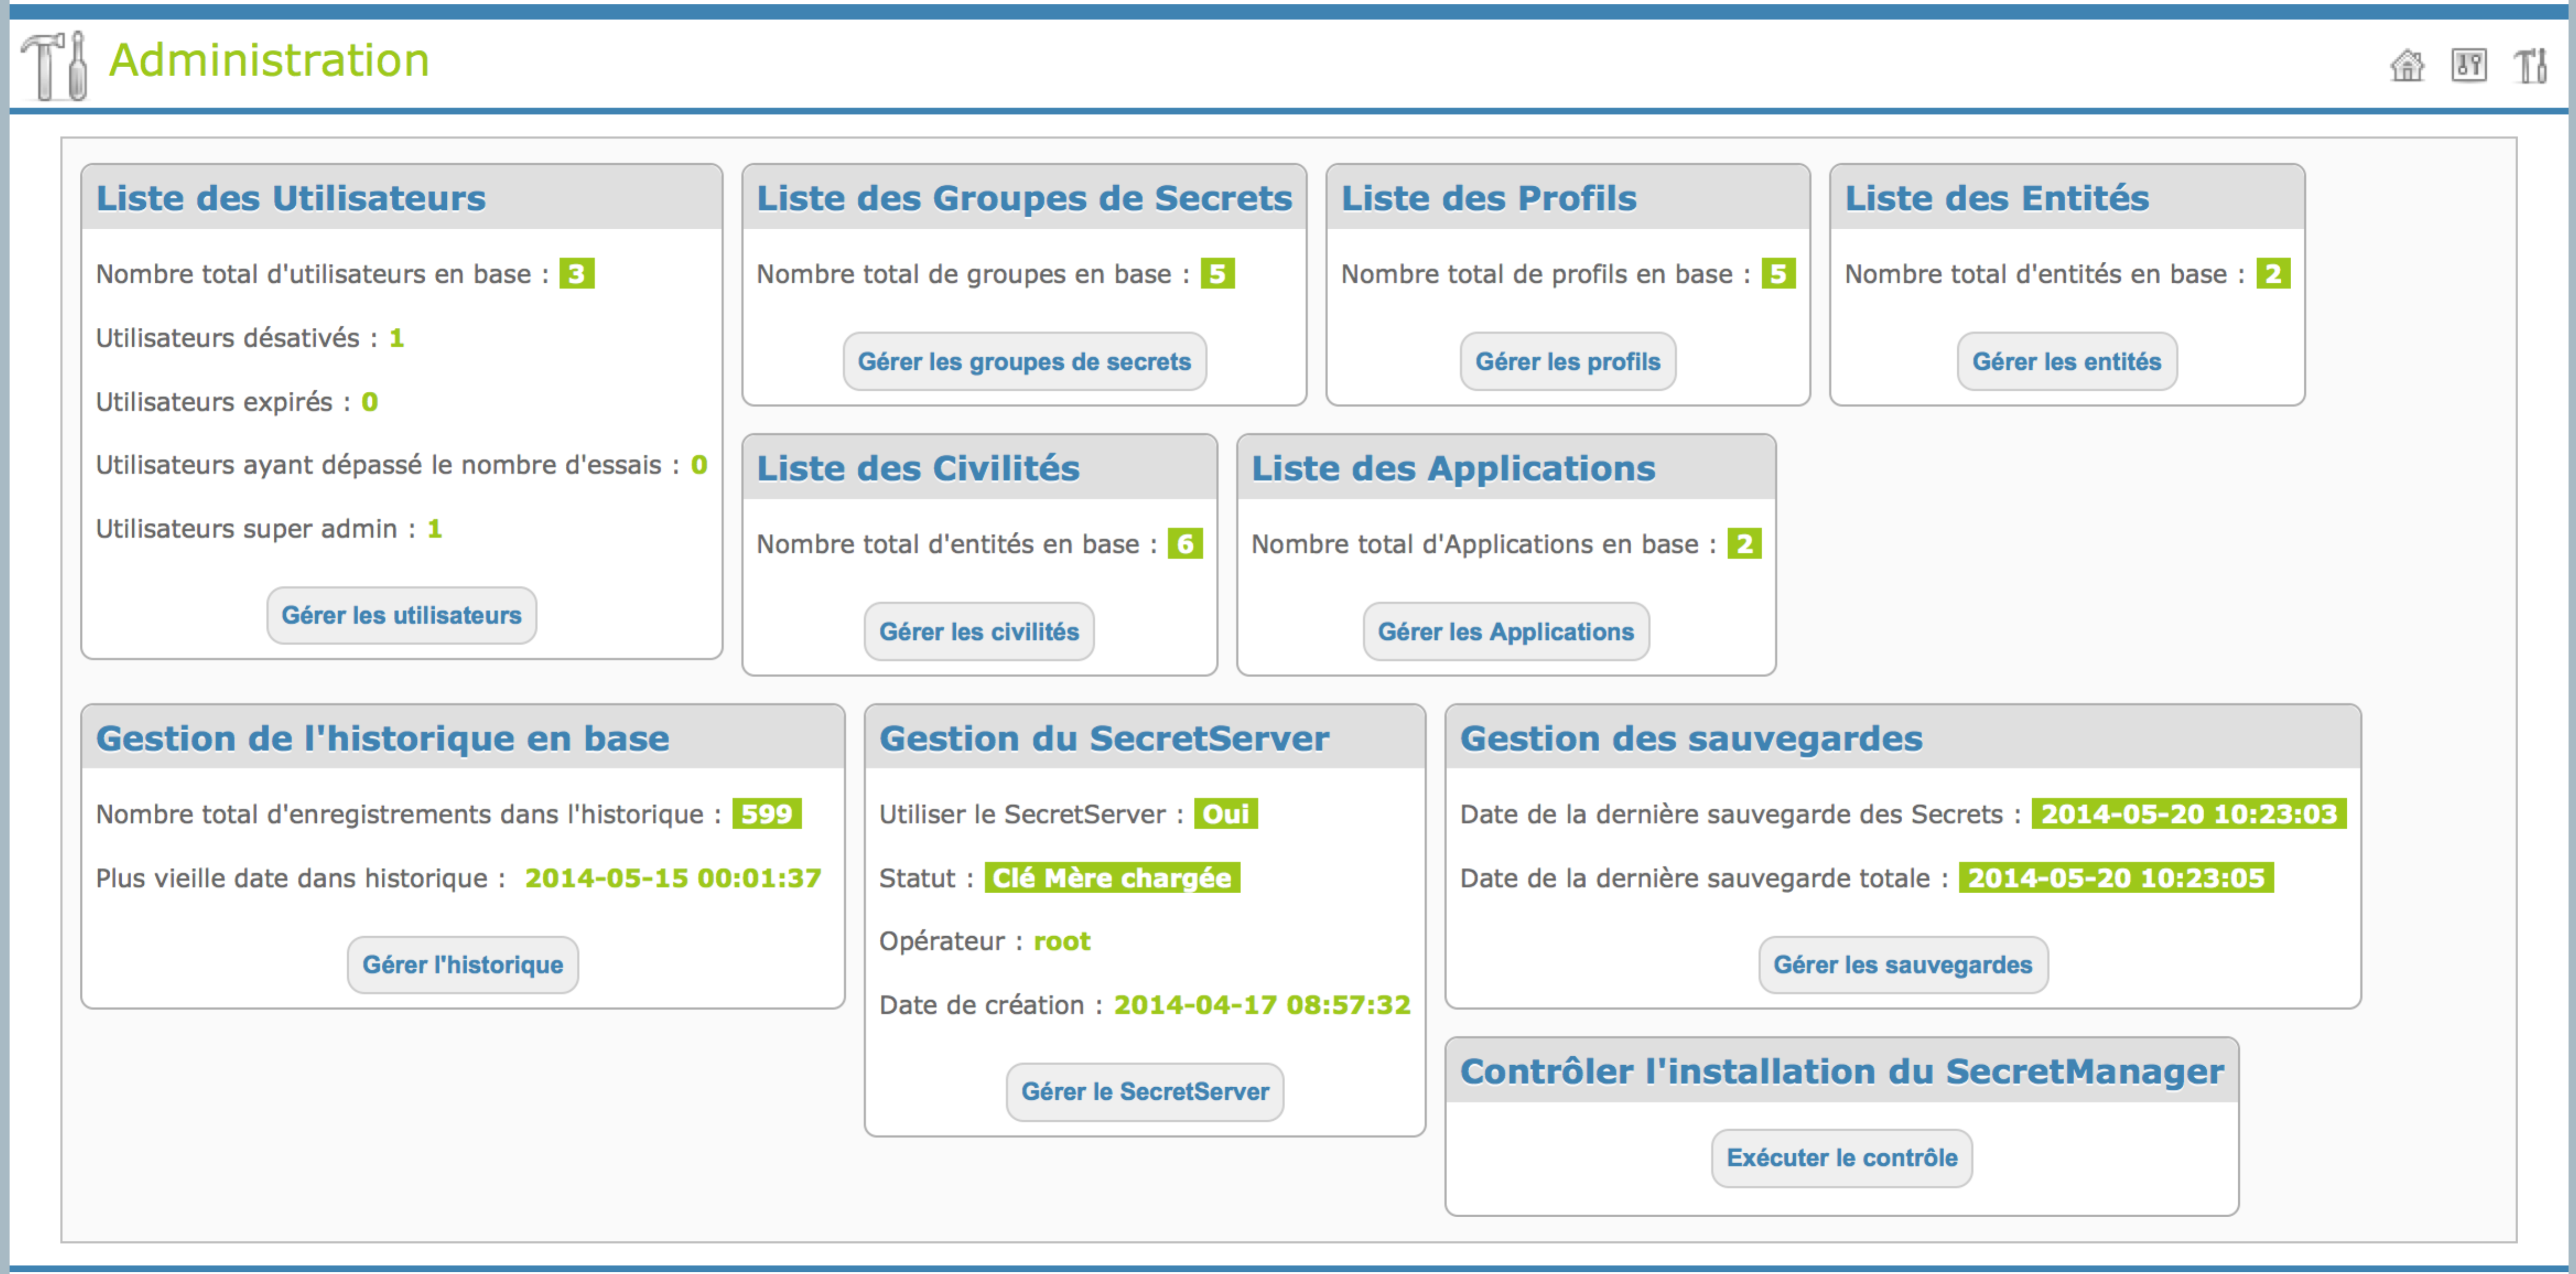 Administration
Liste des Utilisateurs
Nombre total d'utilisateurs en base : 3
Utilisateurs désativés : 1
Utilisateurs expirés : 0
Utilisateurs ayant dépassé le nombre d'essais : 0
Utilisateurs super admin : 1
Gérer les utilisateurs
Liste des Groupes de Secrets
Nombre total de groupes en base : 5
Gérer les groupes de secrets
Liste des Profils
Nombre total de profils en base : 5
Gérer les profils
Liste des Entités
Nombre total d'entités en base : 2
Gérer les entités
Liste des Civilités
Nombre total d'entités en base : 6
Gérer les civilités
Liste des Applications
Nombre total d'Applications en base : 2
Gérer les Applications
Gestion de l'historique en base
Nombre total d'enregistrements dans l'historique : 599
Plus vieille date dans historique : 2014-05-15 00:01:37
Gérer l'historique
Gestion du SecretServer
Utiliser le SecretServer : Oui
Statut : Clé Mère chargée
Opérateur : root
Date de création : 2014-04-17 08:57:32
Gérer le SecretServer
Gestion des sauvegardes
Date de la dernière sauvegarde des Secrets : 2014-05-20 10:23:03
Date de la dernière sauvegarde totale : 2014-05-20 10:23:05
Gérer les sauvegardes
Contrôler l'installation du SecretManager
Exécuter le contrôle